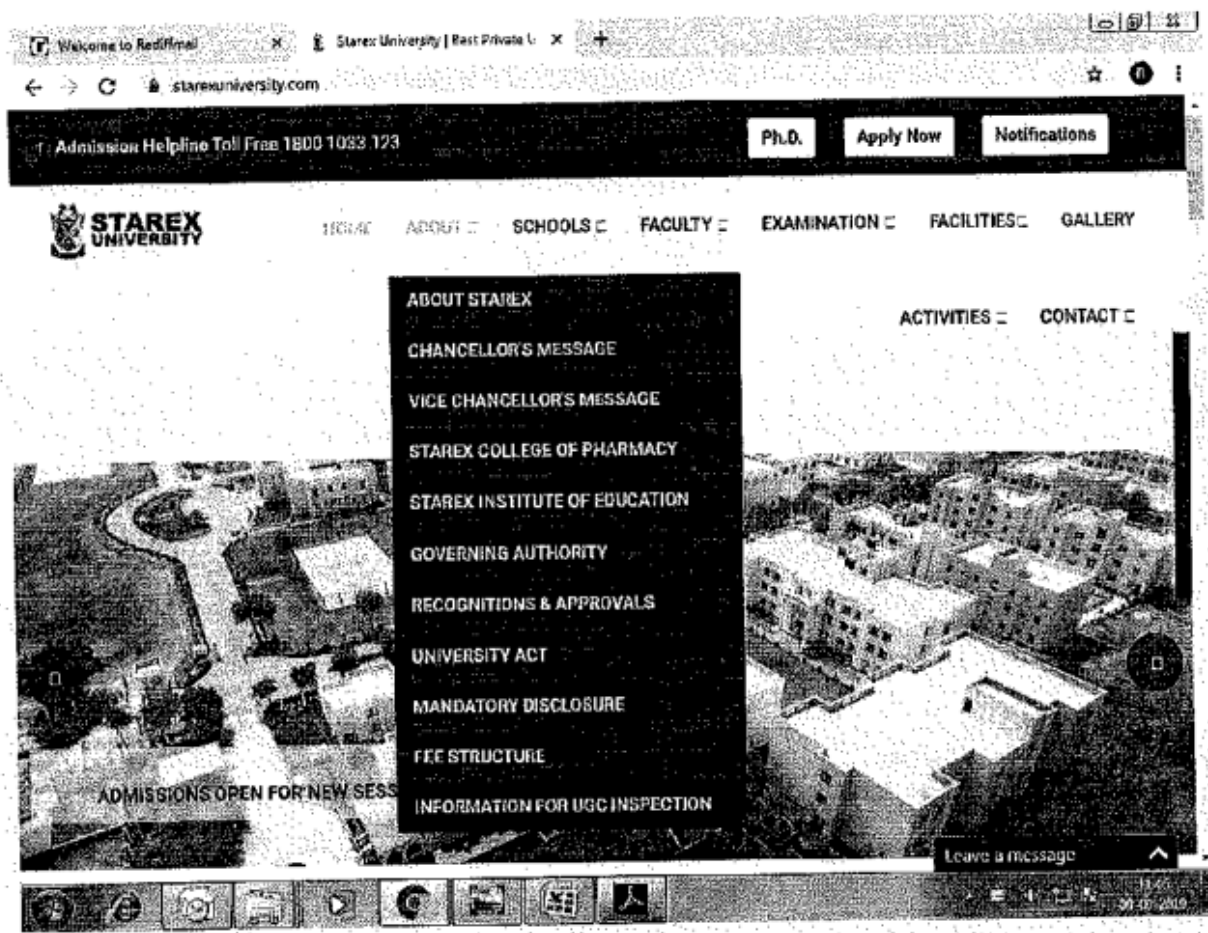 Welcome to Rediffmail
Starex University | Best Private U
starexuniversity.com
Admission Helpline Toll Free 1800 1033 123
Ph.D. Apply Now Notifications
STAREX
UNIVERSITY
HOME ABOUT SCHOOLS FACULTY EXAMINATION FACILITIES GALLERY
ACTIVITIES CONTACT
ABOUT STAREX
CHANCELLOR'S MESSAGE
VICE CHANCELLOR'S MESSAGE
STAREX COLLEGE OF PHARMACY
STAREX INSTITUTE OF EDUCATION
GOVERNING AUTHORITY
RECOGNITIONS & APPROVALS
UNIVERSITY ACT
MANDATORY DISCLOSURE
FEE STRUCTURE
INFORMATION FOR UGC INSPECTION
ADMISSIONS OPEN FOR NEW SESS
Leave a message